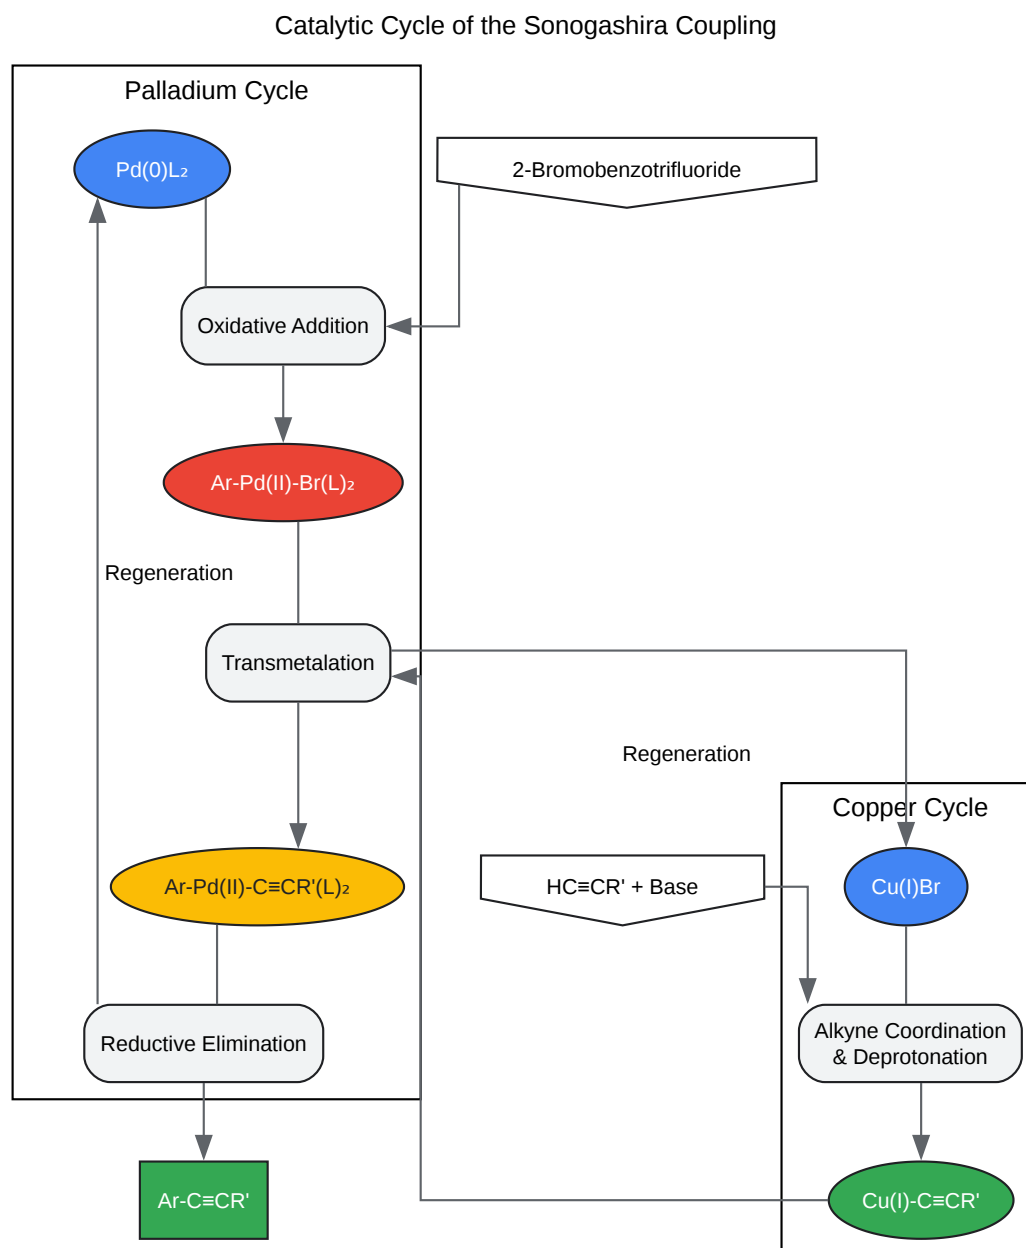 Catalytic Cycle of the Sonogashira Coupling
Palladium Cycle
Pd(0)L₂
2-Bromobenzotrifluoride
Oxidative Addition
Ar-Pd(II)-Br(L)₂
Regeneration
Transmetalation
Regeneration
Copper Cycle
Ar-Pd(II)-C≡CR'(L)₂
HC≡CR' + Base
Cu(I)Br
Reductive Elimination
Alkyne Coordination
& Deprotonation
Ar-C≡CR'
Cu(I)-C≡CR'